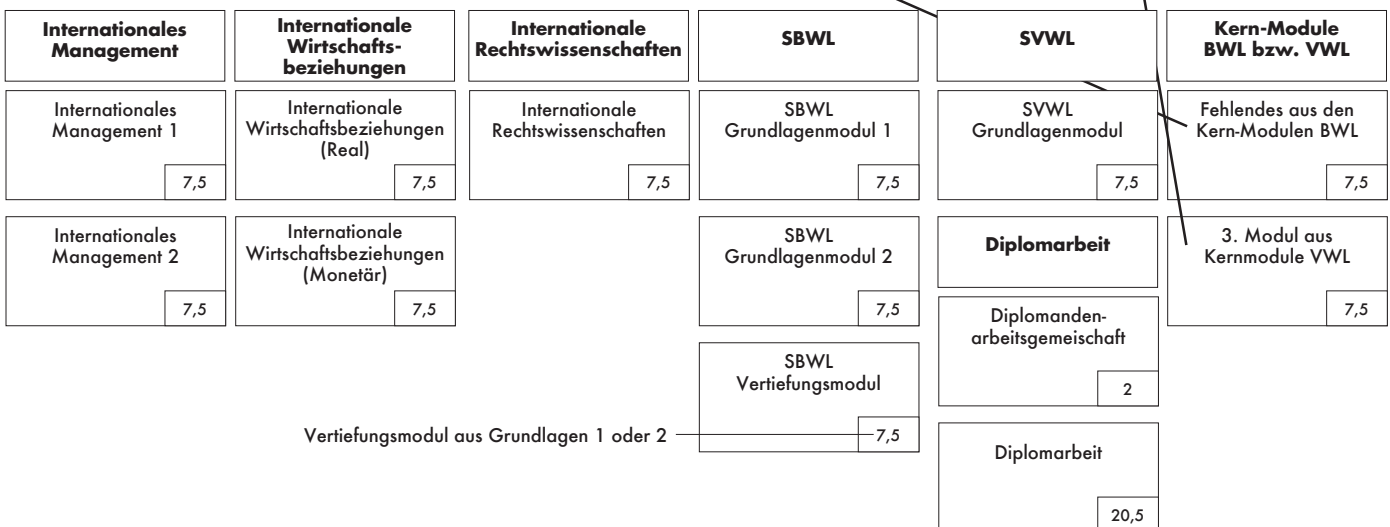 Internationales
Management
Internationale
Wirtschafts-
beziehungen
Internationale
Rechtswissenschaften
SBWL
SVWL
Kern-Module
BWL bzw. VWL
Internationales
Management 1
7,5
Internationale
Wirtschaftsbeziehungen
(Real)
7,5
Internationale
Rechtswissenschaften
7,5
SBWL
Grundlagenmodul 1
7,5
SVWL
Grundlagenmodul
7,5
Fehlendes aus den
Kern-Modulen BWL
7,5
Internationales
Management 2
7,5
Internationale
Wirtschaftsbeziehungen
(Monetär)
7,5
SBWL
Grundlagenmodul 2
7,5
Diplomarbeit
3. Modul aus
Kernmodule VWL
7,5
SBWL
Vertiefungsmodul
7,5
Vertiefungsmodul aus Grundlagen 1 oder 2
Diplomanden-
arbeitsgemeischaft
2
Diplomarbeit
20,5